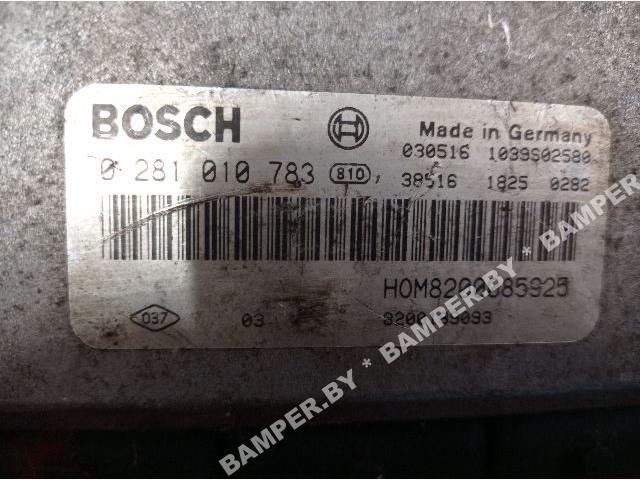 BOSCH
Made in Germany
0 281 010 783 810
030516 1039S02580
38516 1825 0282
037 03
BAMPER.BY * BAMPER.BY * BAMPER.BY